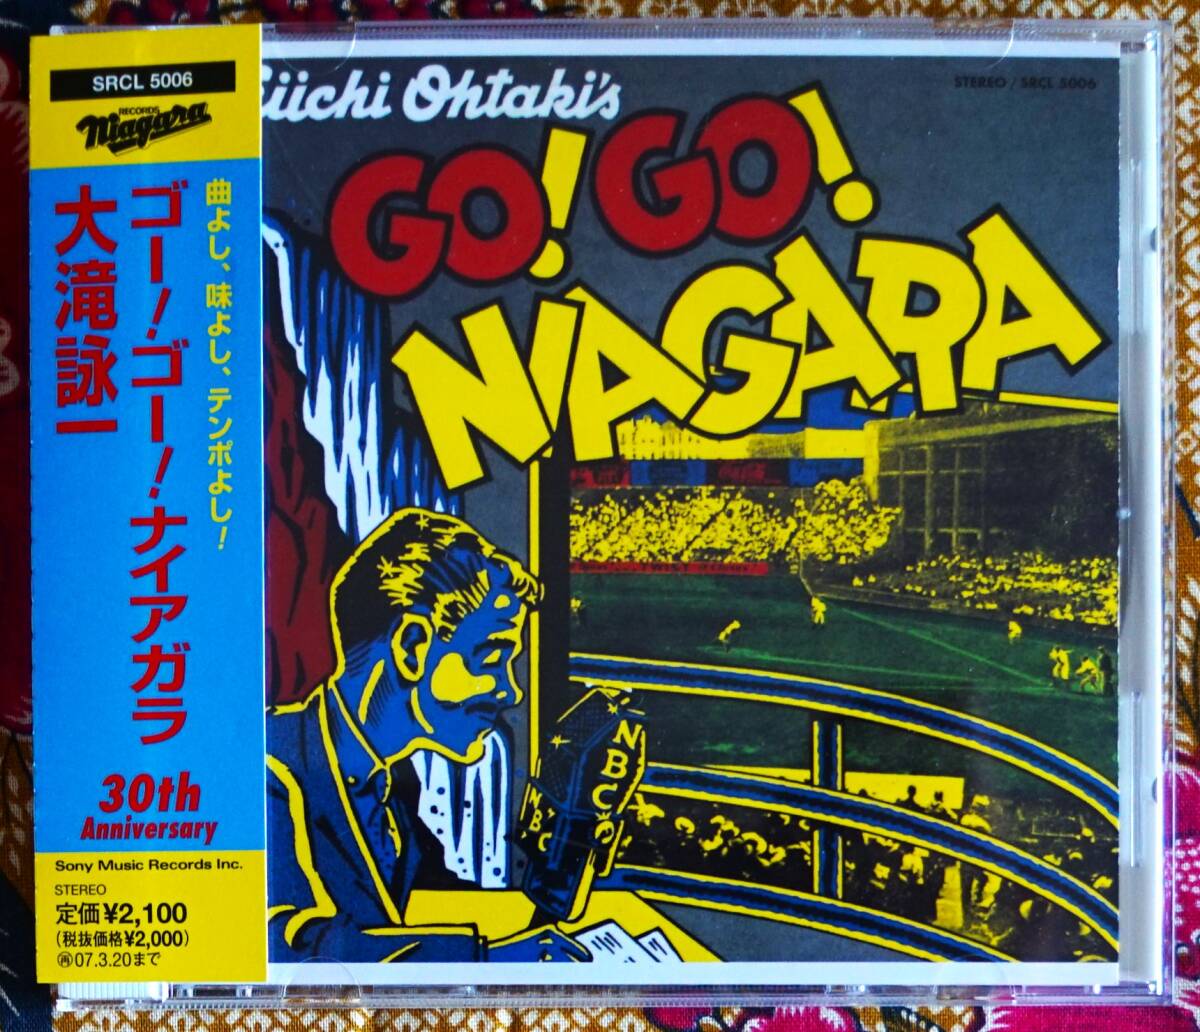 SRCL 5006
RECORDS
Niagara
曲よし、味よし、テンポよし!
ゴー!ゴー!ナイアガラ
大滝詠一
30th
Anniversary
Sony Music Records Inc.
STEREO
定価¥2,100
(税抜価格¥2,000)
再07.3.20まで
Eiichi Ohtaki's
STEREO / SRCL 5006
GO! GO!
NIAGARA
NBC
NBC